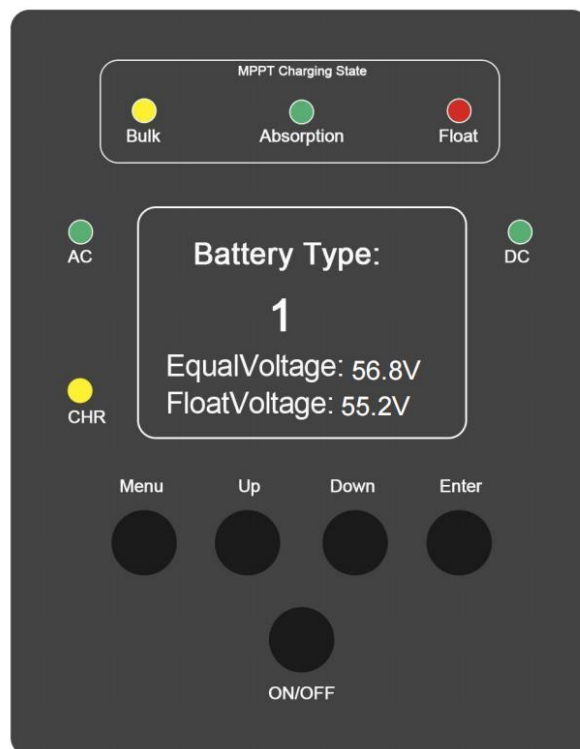 MPPT Charging State
Bulk Absorption Float
AC DC
Battery Type:
1
EqualVoltage: 56.8V
FloatVoltage: 55.2V
CHR
Menu Up Down Enter
ON/OFF